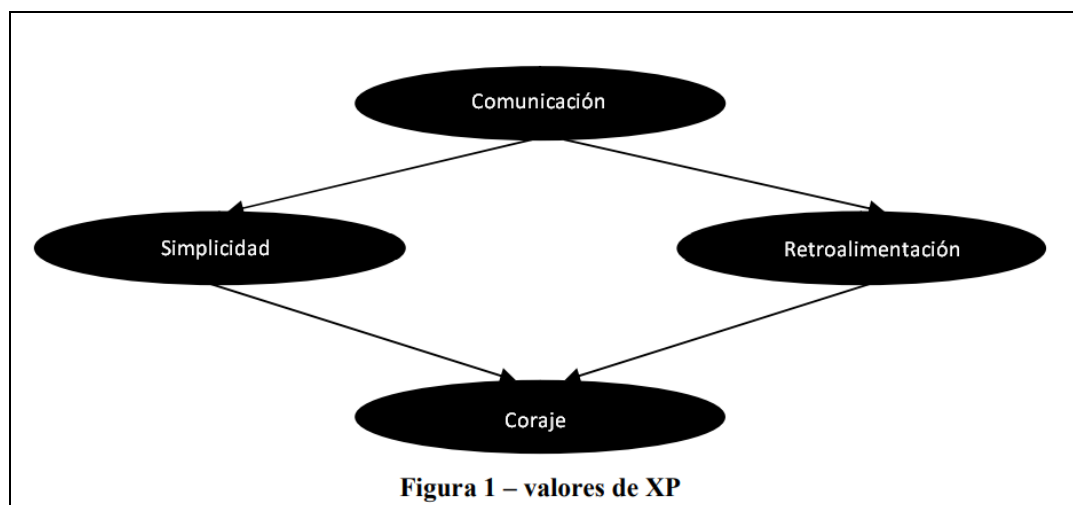 Comunicación
Simplicidad
Retroalimentación
Coraje
Figura 1 – valores de XP